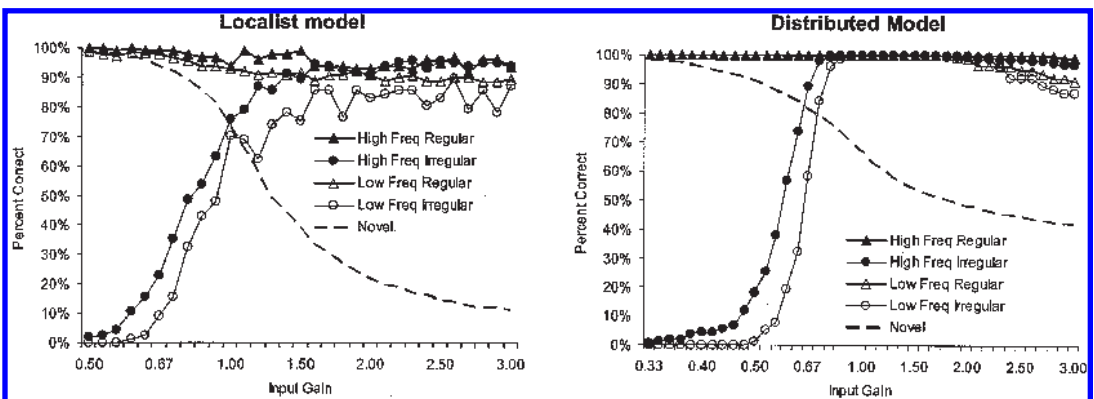 Localist model
100%
90%
80%
70%
60%
50%
40%
30%
20%
10%
0%
Percent Correct
High Freq Regular
High Freq Irregular
Low Freq Regular
Low Freq Irregular
Novel.
0.50 0.67 1.00 1.50 2.00 2.50 3.00
Input Gain
Distributed Model
100%
90%
80%
70%
60%
50%
40%
30%
20%
10%
0%
Percent Correct
High Freq Regular
High Freq Irregular
Low Freq Regular
Low Freq Irregular
Novel
0.33 0.40 0.50 0.67 1.00 2.00 3.00
Input Gain